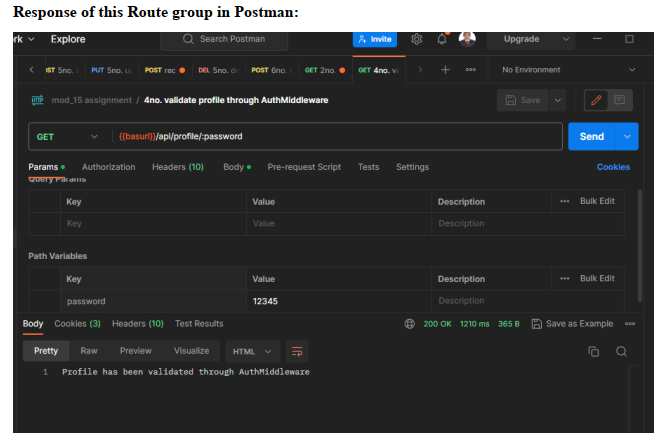 Response of this Route group in Postman:
rk Explore Search Postman Invite Upgrade
IST 5no. PUT 5no. u POST rec DEL 5no. d POST 6no. GET 2no. GET 4no. v No Environment
HTTP mod_15 assignment / 4no. validate profile through AuthMiddleware Save
GET {{basurl}}/api/profile/:password Send
Params Authorization Headers (10) Body Pre-request Script Tests Settings Cookies
Query Params
Key Value Description Bulk Edit
Key Value Description
Path Variables
Key Value Description Bulk Edit
password 12345 Description
Body Cookies (3) Headers (10) Test Results 200 OK 1210 ms 365 B Save as Example
Pretty Raw Preview Visualize HTML
1 Profile has been validated through AuthMiddleware